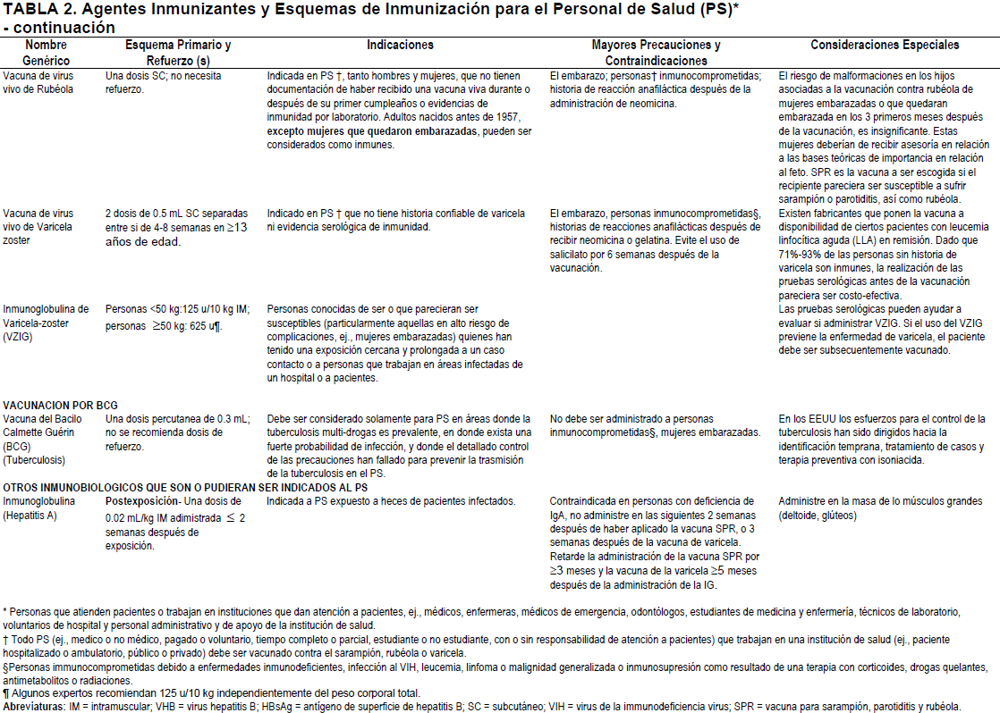 TABLA 2. Agentes Inmunizantes y Esquemas de Inmunización para el Personal de Salud (PS)*
- continuación
Nombre Genérico
Esquema Primario y Refuerzo (s)
Indicaciones
Mayores Precauciones y Contraindicaciones
Consideraciones Especiales
Vacuna de virus
vivo de Rubéola
Una dosis SC; no necesita
refuerzo.
Indicada en PS †, tanto hombres y mujeres, que no tienen
documentación de haber recibido una vacuna viva durante o
después de su primer cumpleaños o evidencias de
inmunidad por laboratorio. Adultos nacidos antes de 1957,
excepto mujeres que quedaron embarazadas, pueden ser
considerados como inmunes.
El embarazo; personas† inmunocomprometidas;
historia de reacción anafiláctica después de la
administración de neomicina.
El riesgo de malformaciones en los hijos
asociadas a la vacunación contra rubéola de
mujeres embarazadas o que quedaran
embarazada en los 3 primeros meses después
de la vacunación, es insignificante. Estas
mujeres deberían de recibir asesoría en relación
a las bases teóricas de importancia en relación
al feto. SPR es la vacuna a ser escogida si el
recipiente pareciera ser susceptible a sufrir
sarampión o parotiditis, así como rubéola.
Vacuna de virus
vivo de Varicela
zoster
2 dosis de 0.5 mL SC separadas
entre si de 4-8 semanas en ≥13
años de edad.
Indicado en PS † que no tiene historia confiable de varicela
ni evidencia serológica de inmunidad.
El embarazo, personas inmunocomprometidas§,
historias de reacciones anafilácticas después de
recibir neomicina o gelatina. Evite el uso de
salicilato por 6 semanas después de la
vacunación.
Existen fabricantes que ponen la vacuna a
disponibilidad de ciertos pacientes con leucemia
linfocítica aguda (LLA) en remisión. Dado que
71%-93% de las personas sin historia de
varicela son inmunes, la realización de las
pruebas serológicas antes de la vacunación
pareciera ser costo-efectiva.
Inmunoglobulina de
Varicela-zoster
(VZIG)
Personas <50 kg:125 u/10 kg IM;
personas ≥50 kg: 625 u¶.
Personas conocidas de ser o que parecieran ser
susceptibles (particularmente aquellas en alto riesgo de
complicaciones, ej., mujeres embarazadas) quienes han
tenido una exposición cercana y prolongada a un caso
contacto o a personas que trabajan en áreas infectadas de
un hospital o a pacientes.
Las pruebas serológicas pueden ayudar a
evaluar si administrar VZIG. Si el uso del VZIG
previene la enfermedad de varicela, el paciente
debe ser subsecuentemente vacunado.
VACUNACION POR BCG
Vacuna del Bacilo
Calmette Guérin
(BCG)
(Tuberculosis)
Una dosis percutanea de 0.3 mL;
no se recomienda dosis de
refuerzo.
Debe ser considerado solamente para PS en áreas donde la
tuberculosis multi-drogas es prevalente, en donde exista una
fuerte probabilidad de infección, y donde el detallado control
de las precauciones han fallado para prevenir la trasmisión
de la tuberculosis en el PS.
No debe ser administrado a personas
inmunocomprometidas§, mujeres embarazadas.
En los EEUU los esfuerzos para el control de la
tuberculosis han sido dirigidos hacia la
identificación temprana, tratamiento de casos y
terapia preventiva con isoniacida.
OTROS INMUNOBIOLOGICOS QUE SON O PUDIERAN SER INDICADOS AL PS
Inmunoglobulina
(Hepatitis A)
Postexposición- Una dosis de
0.02 mL/kg IM adimistrada ≤ 2
semanas después de
exposición.
Indicada a PS expuesto a heces de pacientes infectados.
Contraindicada en personas con deficiencia de
IgA, no administre en las siguientes 2 semanas
después de haber aplicado la vacuna SPR, o 3
semanas después de la vacuna de varicela.
Retarde la administración de la vacuna SPR por
≥3 meses y la vacuna de la varicela ≥5 meses
después de la administración de la IG.
Administre en la masa de lo músculos grandes
(deltoide, glúteos)
* Personas que atienden pacientes o trabajan en instituciones que dan atención a pacientes, ej., médicos, enfermeras, médicos de emergencia, odontólogos, estudiantes de medicina y enfermería, técnicos de laboratorio,
voluntarios de hospital y personal administrativo y de apoyo de la institución de salud.
† Todo PS (ej., medico o no médico, pagado o voluntario, tiempo completo o parcial, estudiante o no estudiante, con o sin responsabilidad de atención a pacientes) que trabajan en una institución de salud (ej., paciente
hospitalizado o ambulatorio, público o privado) debe ser vacunado contra el sarampión, rubéola o varicela.
§Personas immunocomprometidas debido a enfermedades inmunodeficientes, infección al VIH, leucemia, linfoma o malignidad generalizada o inmunosupresión como resultado de una terapia con corticoides, drogas quelantes,
antimetabolitos o radiaciones.
¶ Algunos expertos recomiendan 125 u/10 kg independientemente del peso corporal total.
Abreviaturas: IM = intramuscular; VHB = virus hepatitis B; HBsAg = antígeno de superficie de hepatitis B; SC = subcutáneo; VIH = virus de la immunodeficiencia virus; SPR = vacuna para sarampión, parotiditis y rubéola.